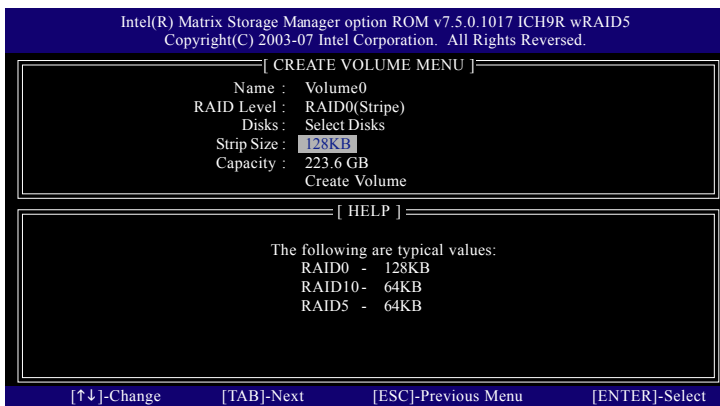 Intel(R) Matrix Storage Manager option ROM v7.5.0.1017 ICH9R wRAID5
Copyright(C) 2003-07 Intel Corporation. All Rights Reversed.
[ CREATE VOLUME MENU ]
Name : Volume0
RAID Level : RAID0(Stripe)
Disks : Select Disks
Strip Size : 128KB
Capacity : 223.6 GB
Create Volume
[ HELP ]
The following are typical values:
RAID0 - 128KB
RAID10 - 64KB
RAID5 - 64KB
[↑↓]-Change [TAB]-Next [ESC]-Previous Menu [ENTER]-Select